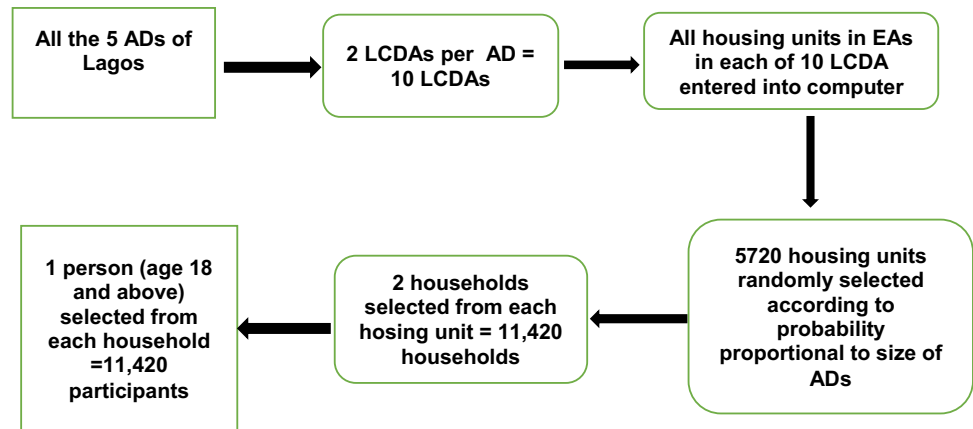 All the 5 ADs of
Lagos
2 LCDAs per AD =
10 LCDAs
All housing units in EAs
in each of 10 LCDA
entered into computer
5720 housing units
randomly selected
according to
probability
proportional to size of
ADs
2 households
selected from each
hosing unit = 11,420
households
1 person (age 18
and above)
selected from
each household
=11,420
participants